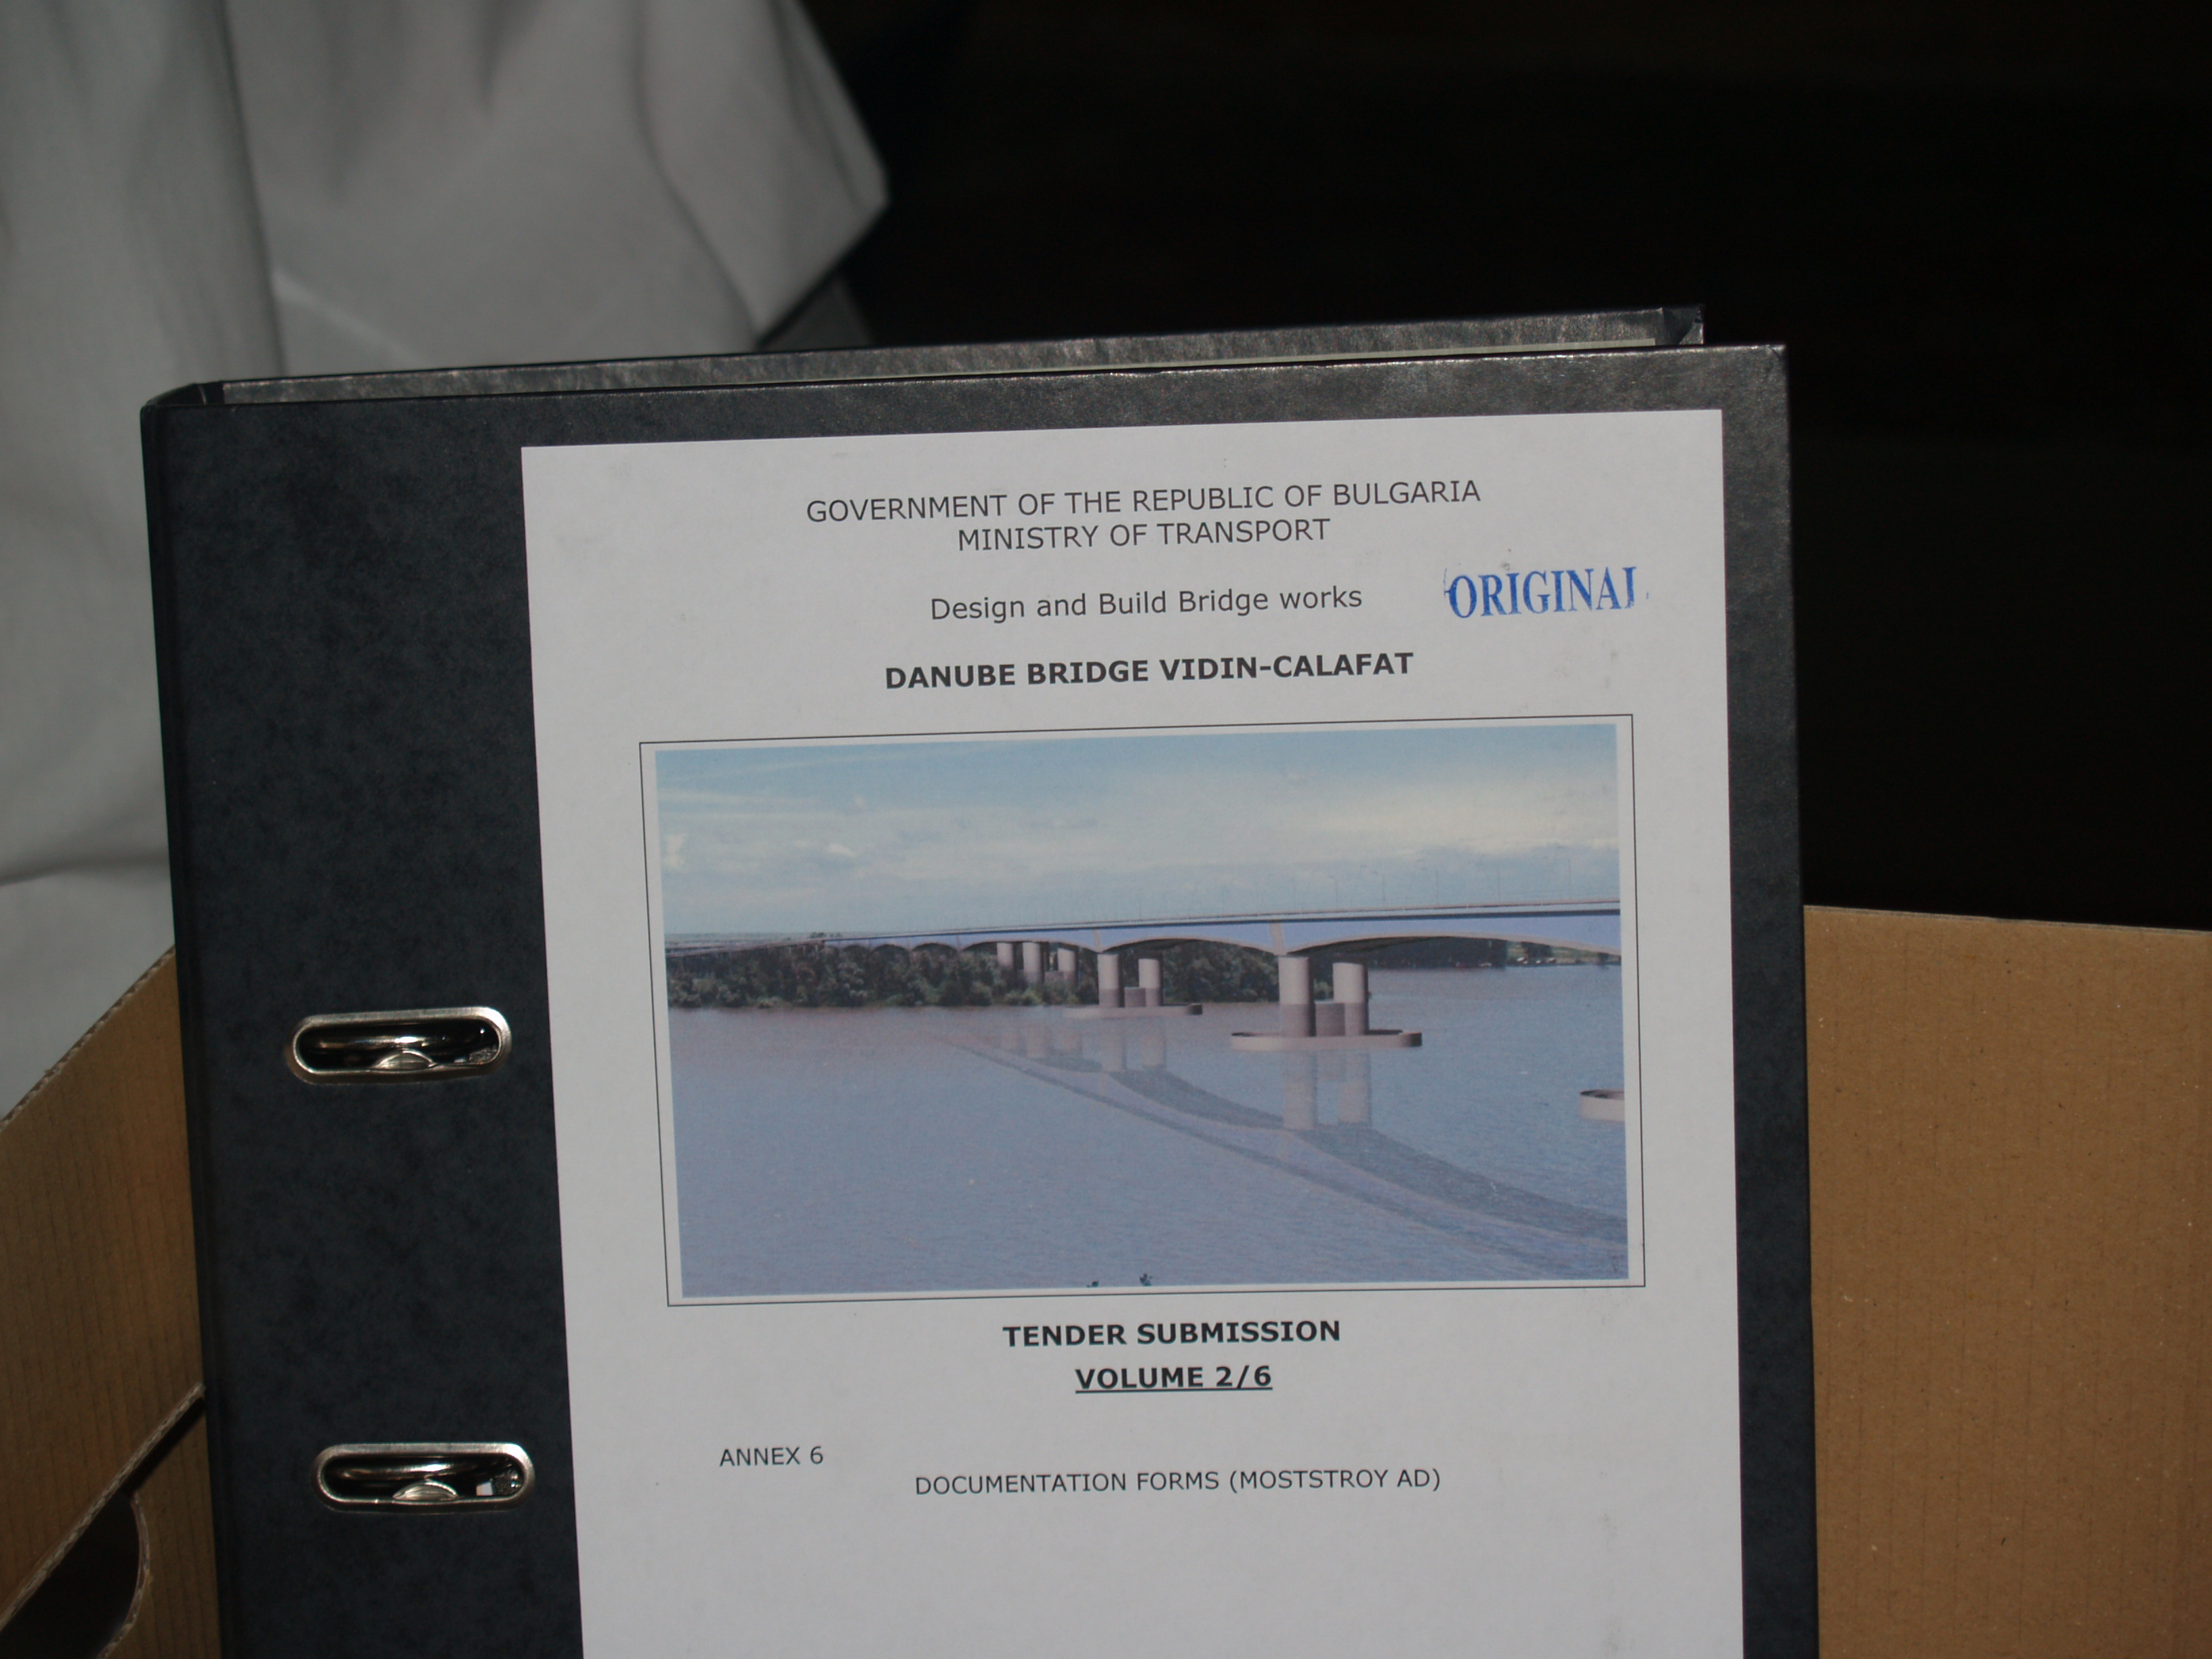 GOVERNMENT OF THE REPUBLIC OF BULGARIA
MINISTRY OF TRANSPORT
Design and Build Bridge works
ORIGINAL
DANUBE BRIDGE VIDIN-CALAFAT
TENDER SUBMISSION
VOLUME 2/6
ANNEX 6
DOCUMENTATION FORMS (MOSTSTROY AD)